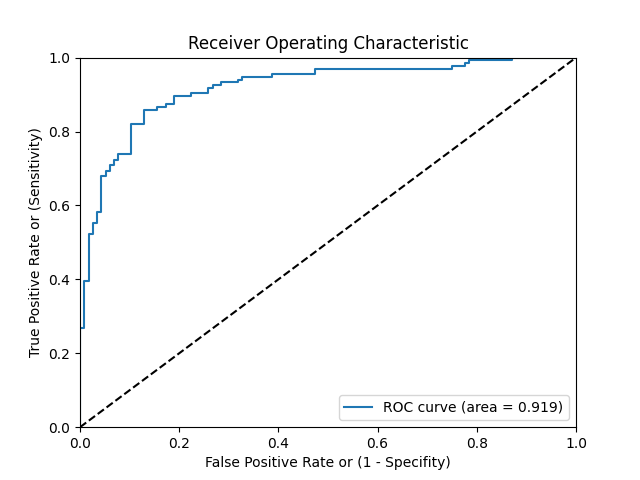 Receiver Operating Characteristic
1.0
0.8
0.6
0.4
0.2
0.0
True Positive Rate or (Sensitivity)
ROC curve (area = 0.919)
0.0 0.2 0.4 0.6 0.8 1.0
False Positive Rate or (1 - Specifity)